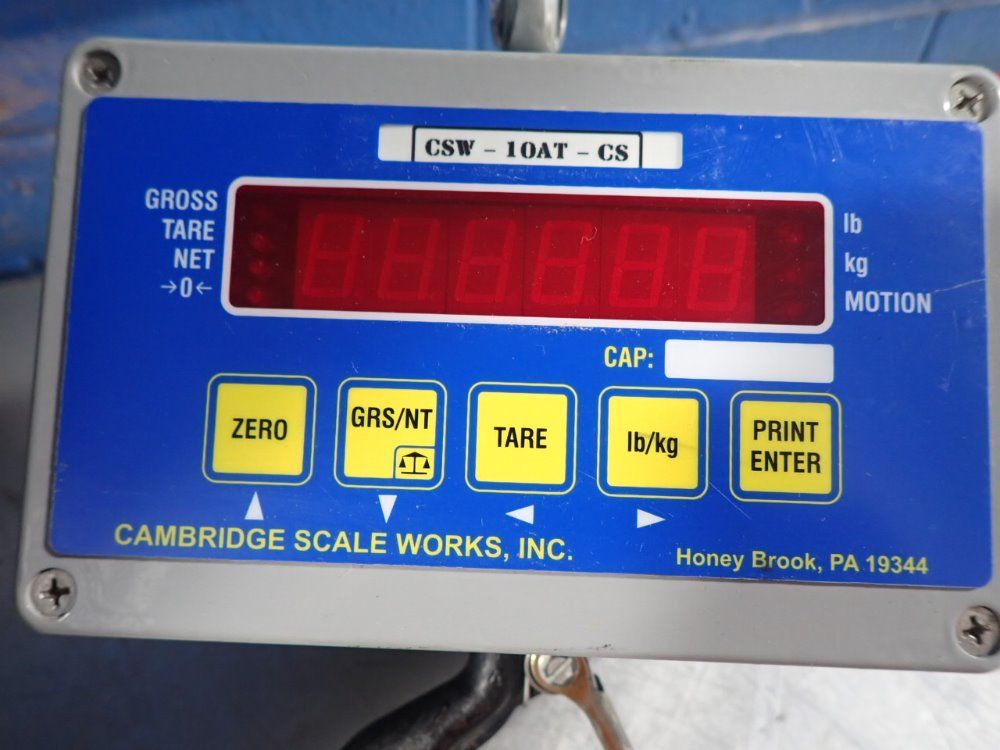 CSW - 10AT - CS
GROSS
TARE
NET
→0←
lb
kg
MOTION
CAP:
ZERO
GRS/NT
TARE
lb/kg
PRINT
ENTER
CAMBRIDGE SCALE WORKS, INC.
Honey Brook, PA 19344